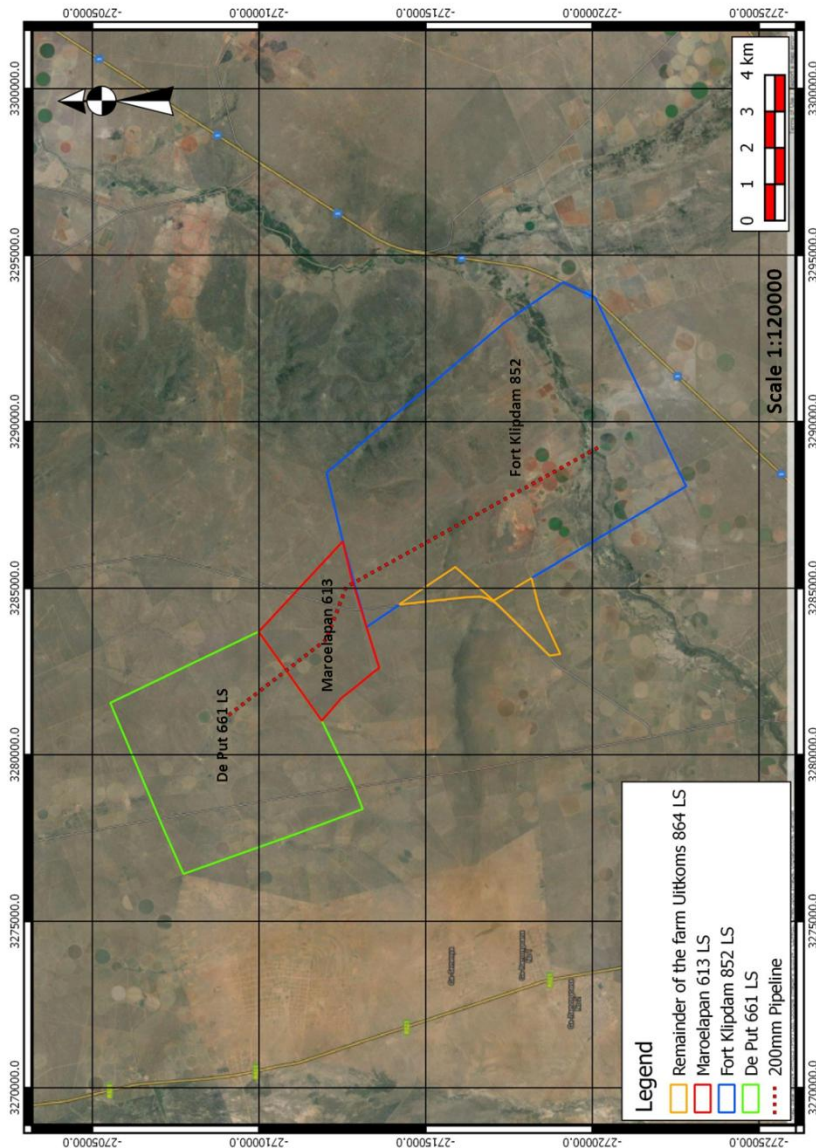 -2705000.0
-2710000.0
-2715000.0
-2720000.0
-2725000.0
3300000.0
3295000.0
3290000.0
3285000.0
3280000.0
3275000.0
3270000.0
0 1 2 3 4 km
Scale 1:120000
Fort Klipdam 852
Maroelapan 613
De Put 661 LS
Legend
Remainder of the farm Uitkoms 864 LS
Maroelapan 613 LS
Fort Klipdam 852 LS
De Put 661 LS
200mm Pipeline
3300000.0
3295000.0
3290000.0
3285000.0
3280000.0
3275000.0
3270000.0
-2705000.0
-2710000.0
-2715000.0
-2720000.0
-2725000.0